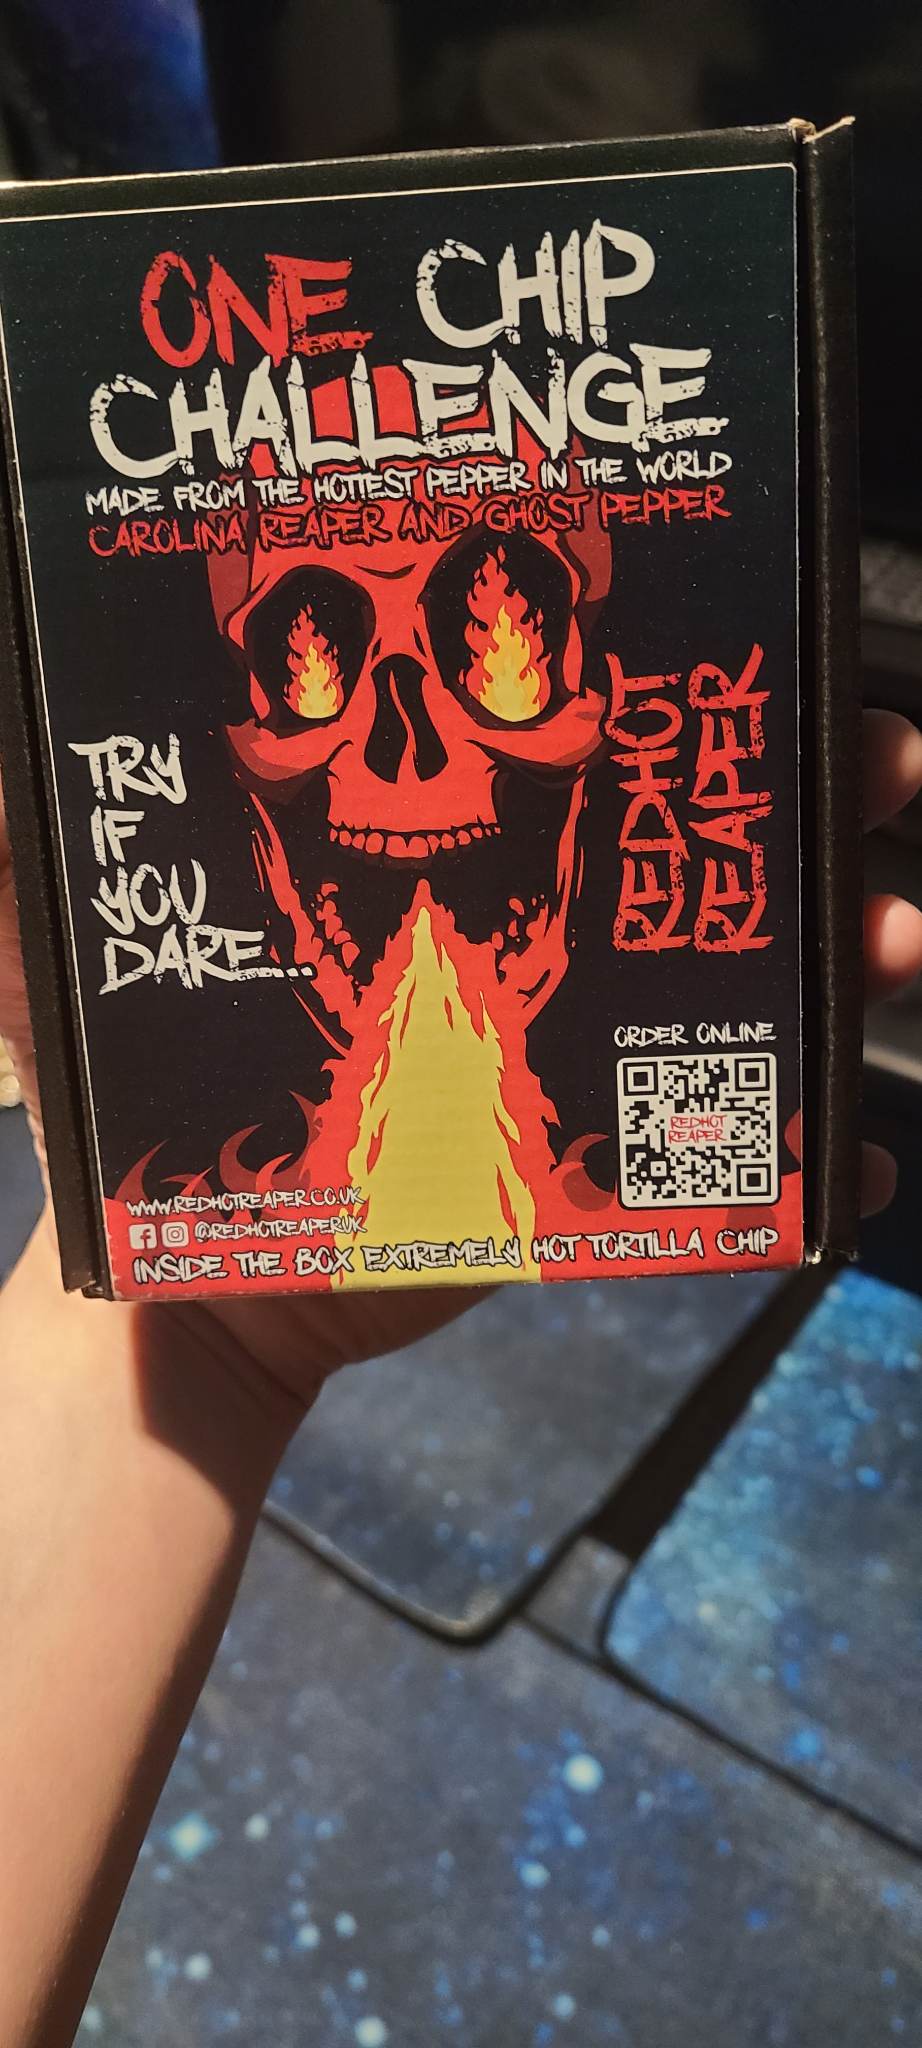 ONE CHIP
CHALLENGE
MADE FROM THE HOTTEST PEPPER IN THE WORLD
CAROLINA REAPER AND GHOST PEPPER
TRY
IF
YOU
DARE...
REDHOT
REAPER
ORDER ONLINE
REDHOT
REAPER
WWW.REDHOTREAPER.CO.UK
@REDHOTREAPERUK
INSIDE THE BOX EXTREMELY HOT TORTILLA CHIP